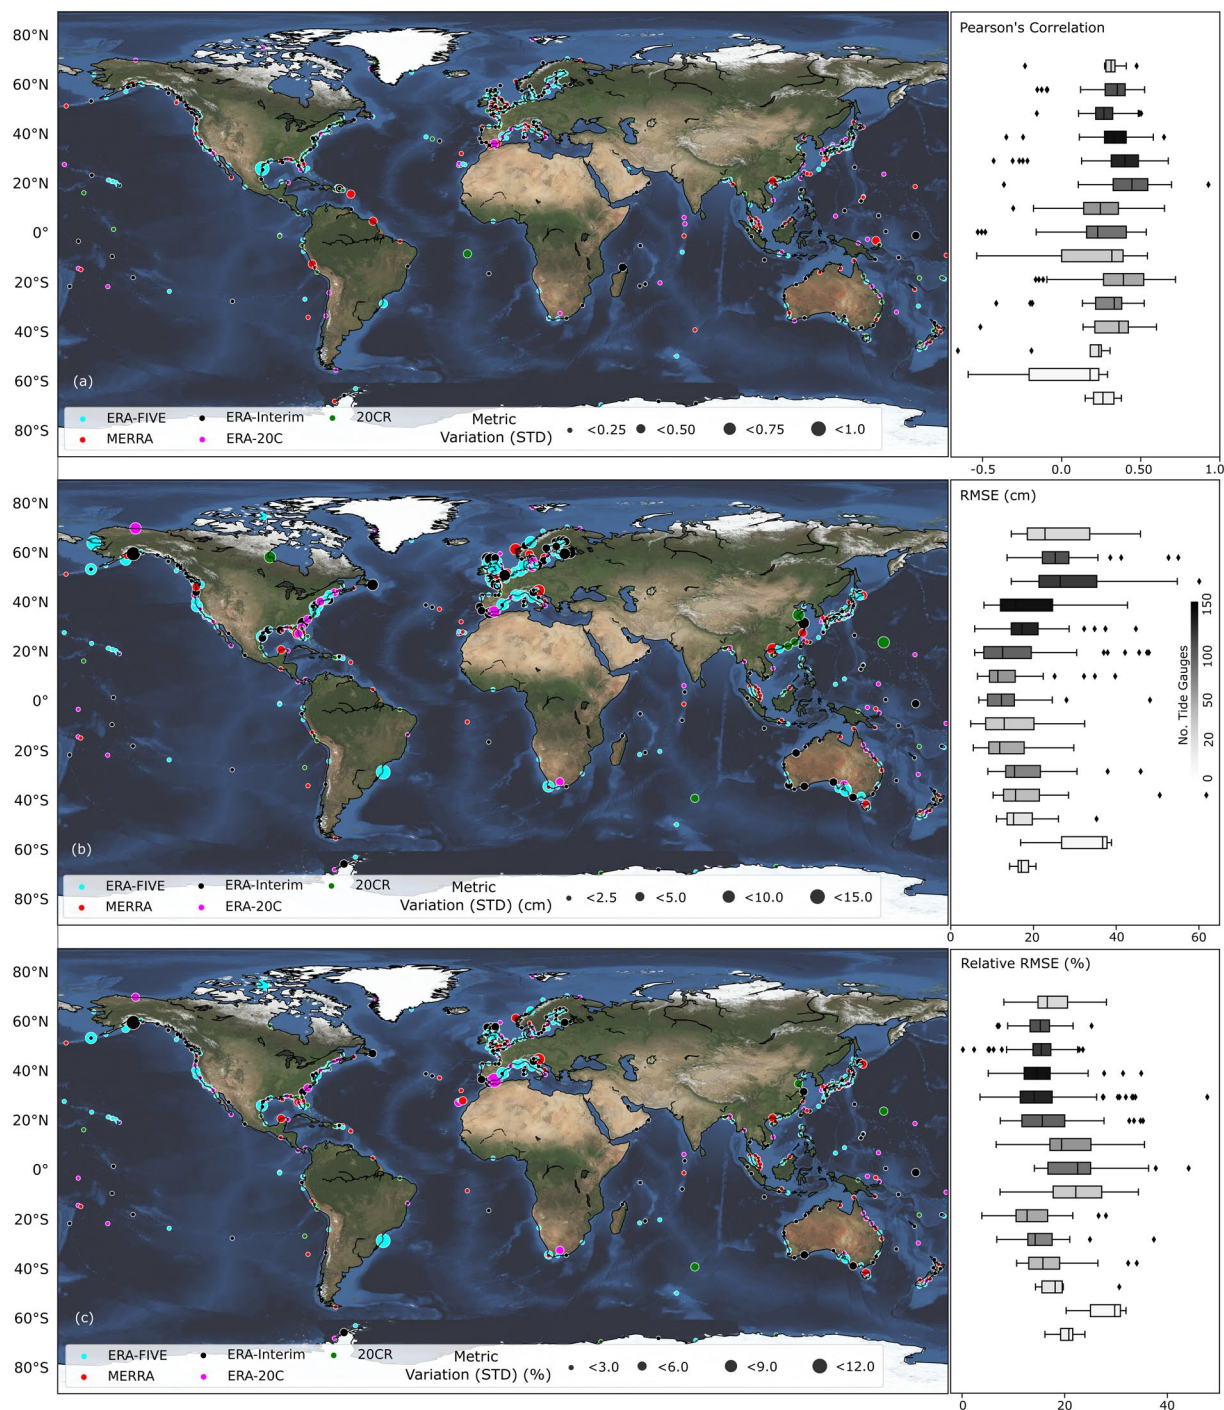 Pearson's Correlation
80°N
60°N
40°N
20°N
0°
20°S
40°S
60°S
80°S
(a)
ERA-FIVE
ERA-Interim
20CR
MERRA
ERA-20C
Metric
Variation (STD)
<0.25
<0.50
<0.75
<1.0
-0.5
0.0
0.50
1.0
RMSE (cm)
80°N
60°N
40°N
20°N
0°
20°S
40°S
60°S
80°S
(b)
ERA-FIVE
ERA-Interim
20CR
MERRA
ERA-20C
Metric
Variation (STD) (cm)
<2.5
<5.0
<10.0
<15.0
No. Tide Gauges
150
100
50
20
0
0
20
40
60
Relative RMSE (%)
80°N
60°N
40°N
20°N
0°
20°S
40°S
60°S
80°S
(c)
ERA-FIVE
ERA-Interim
20CR
MERRA
ERA-20C
Metric
Variation (STD) (%)
<3.0
<6.0
<9.0
<12.0
0
20
40